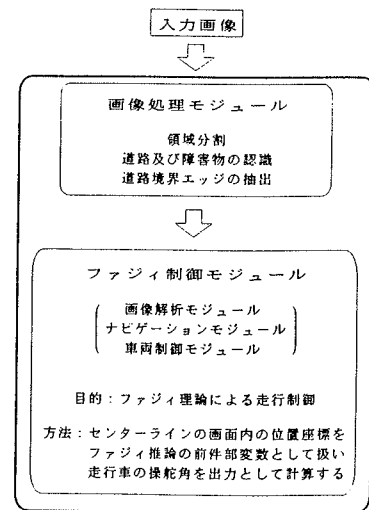 入力画像
画像処理モジュール
領域分割
道路及び障害物の認識
道路境界エッジの抽出
ファジィ制御モジュール
画像解析モジュール
ナビゲーションモジュール
車両制御モジュール
目的：ファジィ理論による走行制御
方法：センターラインの画面内の位置座標を
ファジィ推論の前件部変数として扱い
走行車の操舵角を出力として計算する